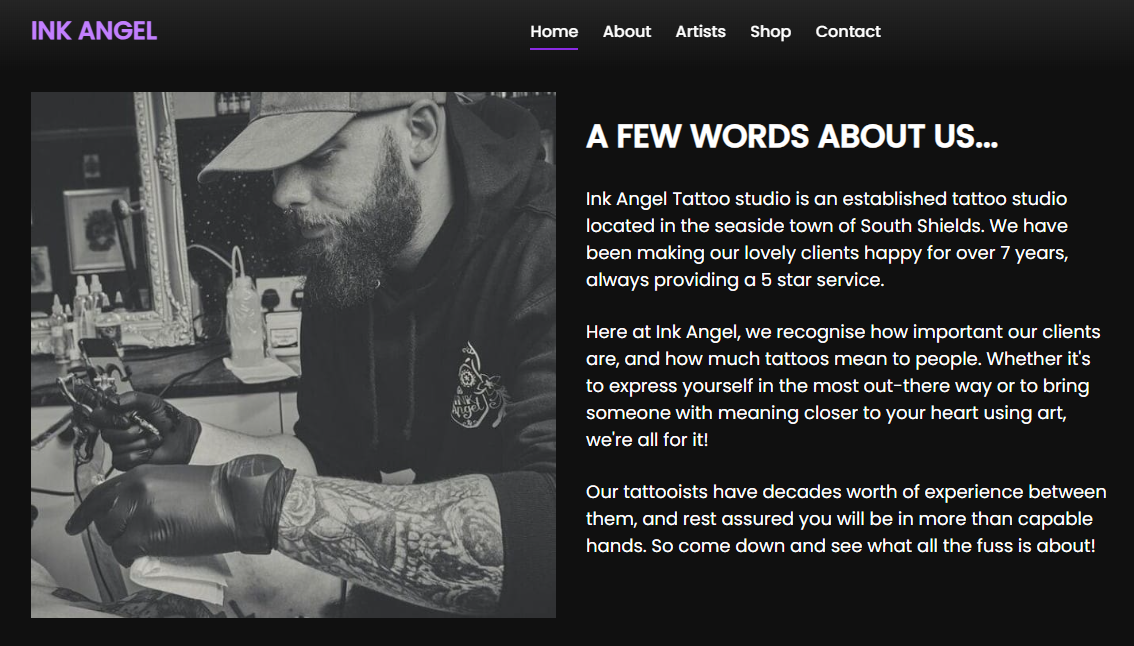 INK ANGEL
Home About Artists Shop Contact
A FEW WORDS ABOUT US...
Ink Angel Tattoo studio is an established tattoo studio
located in the seaside town of South Shields. We have
been making our lovely clients happy for over 7 years,
always providing a 5 star service.
Here at Ink Angel, we recognise how important our clients
are, and how much tattoos mean to people. Whether it's
to express yourself in the most out-there way or to bring
someone with meaning closer to your heart using art,
we're all for it!
Our tattooists have decades worth of experience between
them, and rest assured you will be in more than capable
hands. So come down and see what all the fuss is about!
INK
Angel